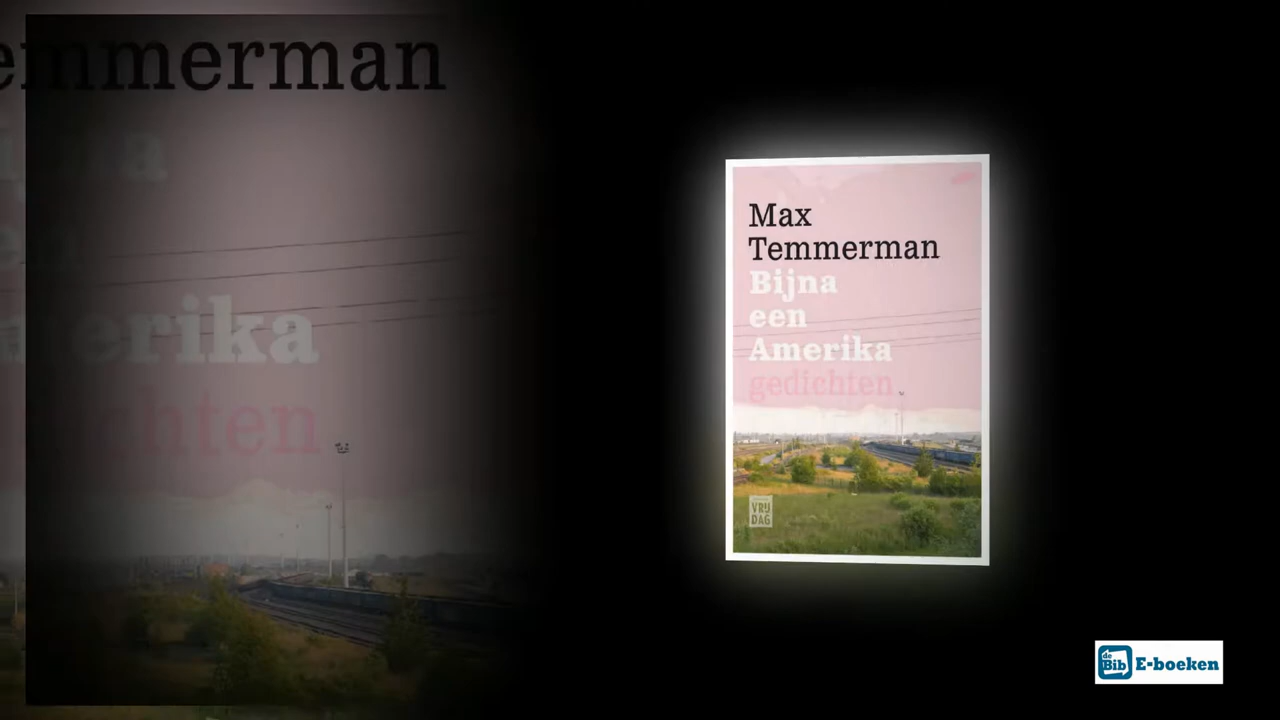 emmerman
a
erika
chten
Max
Temmerman
Bijna
een
Amerika
gedichten
VRIJ
DAG
de
Bib
E-boeken